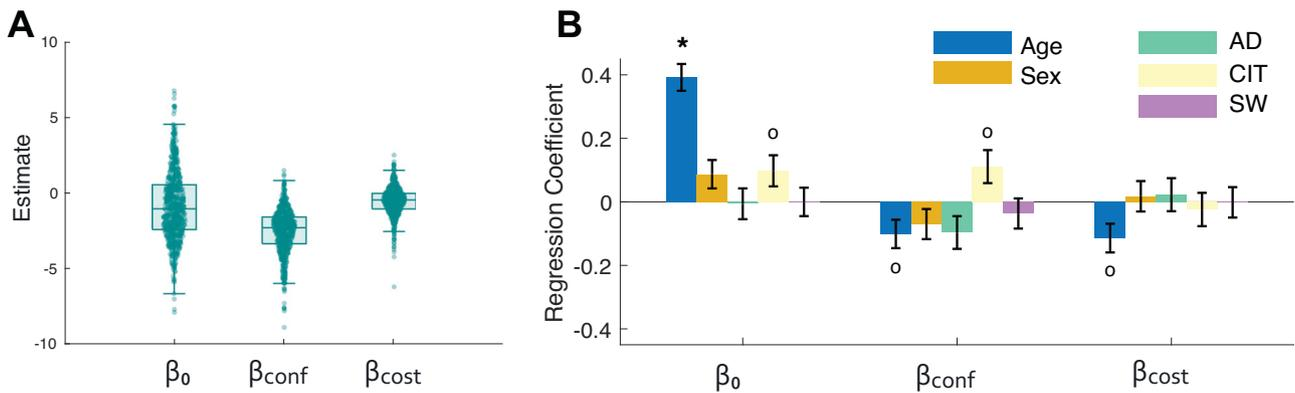 A
Estimate
10
5
0
-5
-10
β0
βconf
βcost
B
Regression Coefficient
0.4
0.2
0
-0.2
-0.4
*
o
o
o
o
Age
Sex
AD
CIT
SW
β0
βconf
βcost